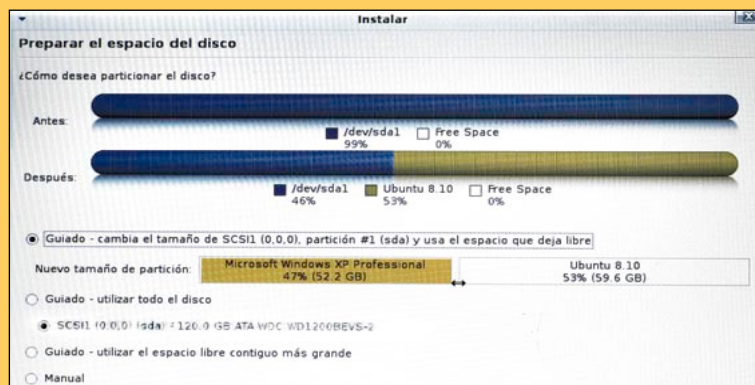 Instalar
Preparar el espacio del disco
¿Cómo desea particionar el disco?
Antes:
/dev/sda1 Free Space
99% 0%
Después:
/dev/sda1 Ubuntu 8.10 Free Space
46% 53% 0%
Guiado - cambia el tamaño de SCSI1 (0,0,0), partición #1 (sda) y usa el espacio que deja libre
Nuevo tamaño de partición: Microsoft Windows XP Professional Ubuntu 8.10
47% (52.2 GB) 53% (59.6 GB)
Guiado - utilizar todo el disco
SCSI1 (0,0,0) (sda) - 120.0 GB ATA WDC WD1200BEVS-2
Guiado - utilizar el espacio libre contiguo más grande
Manual